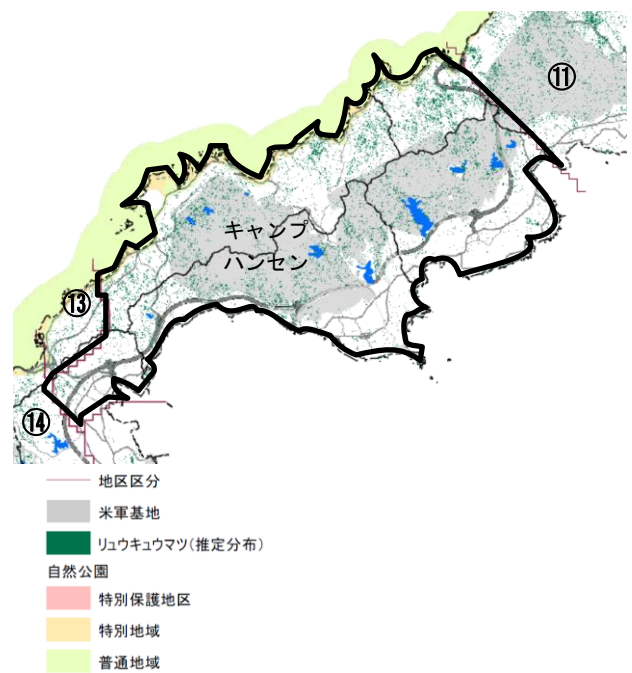 ⑪
キャンプ
ハンセン
⑬
⑭
地区区分
米軍基地
リュウキュウマツ(推定分布)
自然公園
特別保護地区
特別地域
普通地域